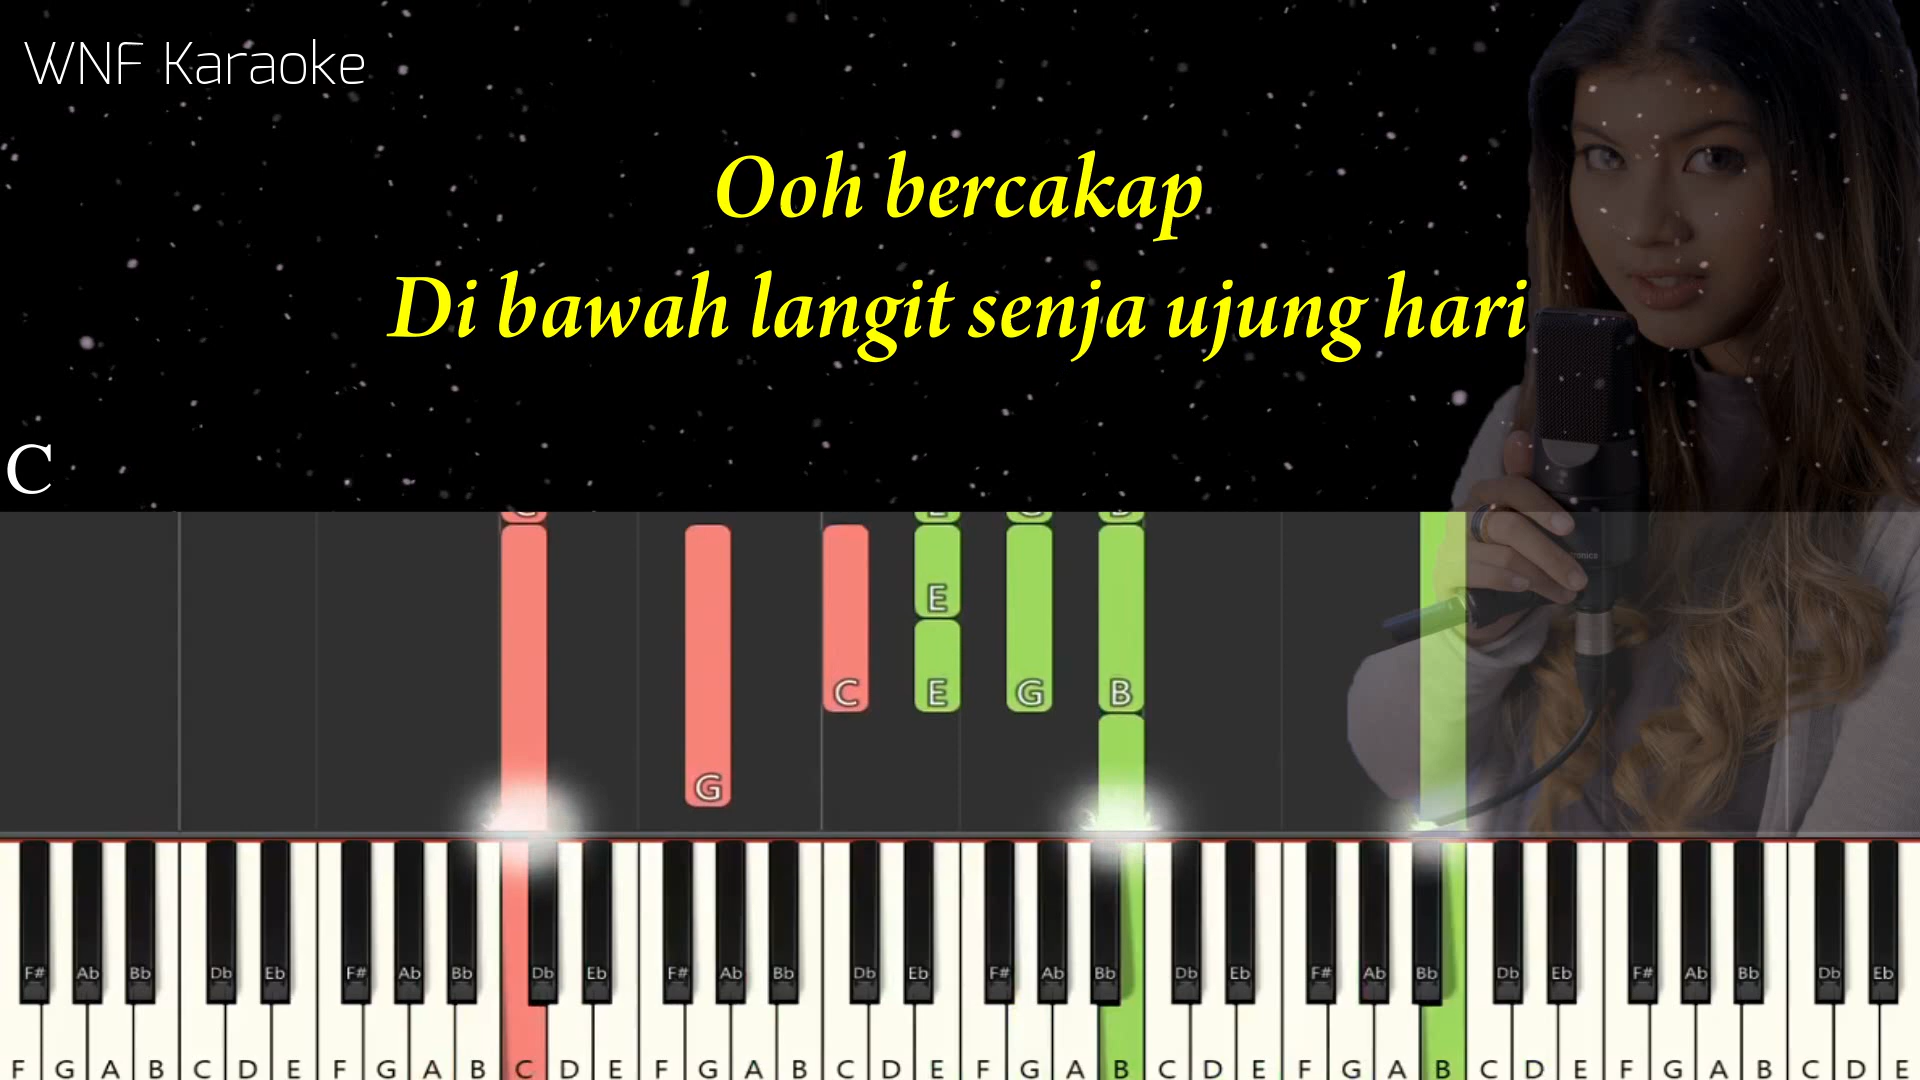 WNF Karaoke
Ooh bercakap
Di bawah langit senja ujung hari
C
C E G B
E
C E G B
G
F# Ab Bb Db Eb F# Ab Bb Db Eb F# Ab Bb Db Eb F# Ab Bb Db Eb F# Ab Bb Db Eb F# Ab Bb Db Eb
F G A B C D E F G A B C D E F G A B C D E F G A B C D E F G A B C D E F G A B C D E